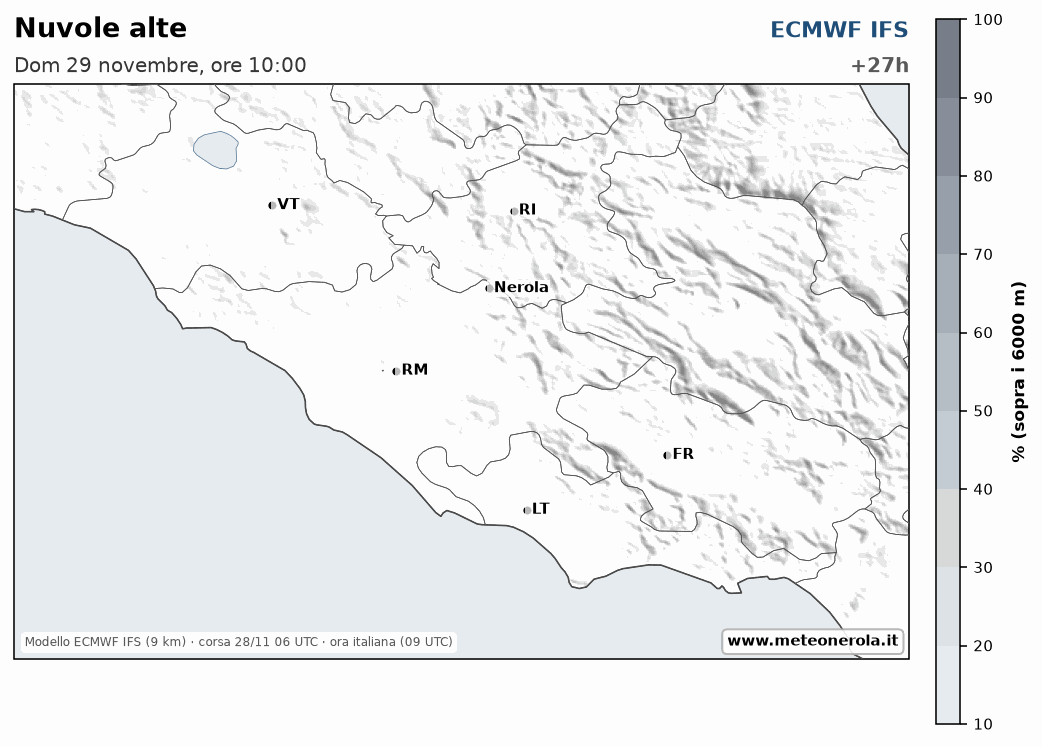 Nuvole alte
ECMWF IFS
Dom 29 novembre, ore 10:00
+27h
VT
RI
Nerola
RM
FR
LT
Modello ECMWF IFS (9 km) · corsa 28/11 06 UTC · ora italiana (09 UTC)
www.meteonerola.it
100
90
80
70
60
50
40
30
20
10
% (sopra i 6000 m)